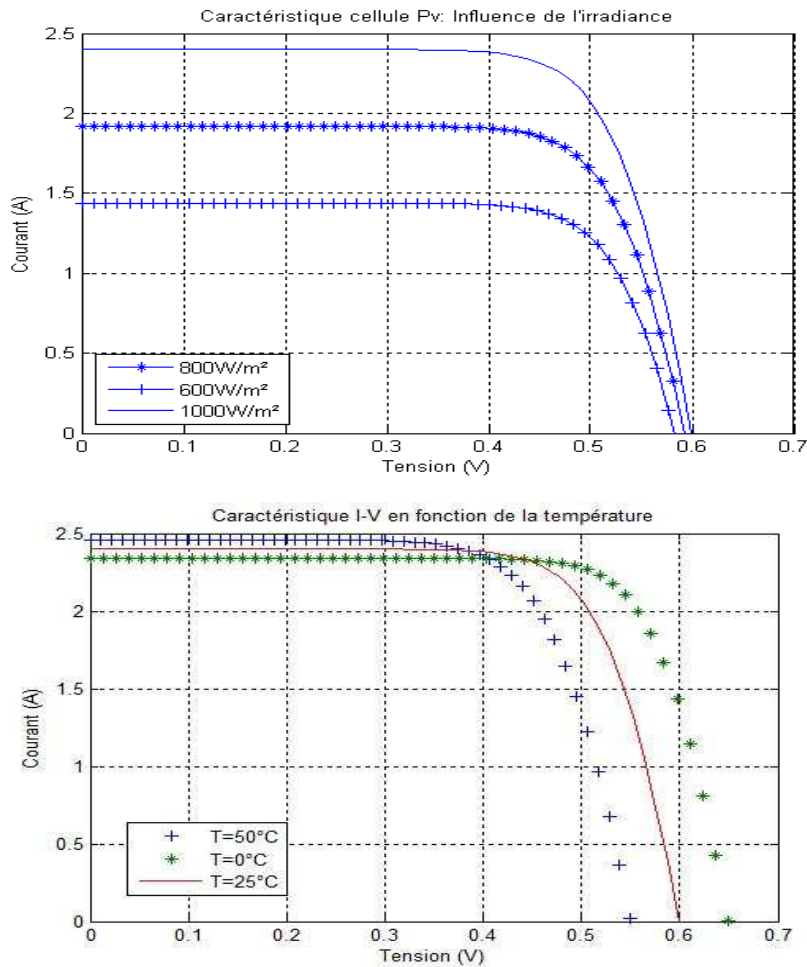 Caractéristique cellule Pv: Influence de l'irradiance
2.5
2
1.5
1
0.5
0
Courant (A)
800W/m²
600W/m²
1000W/m²
0 0.1 0.2 0.3 0.4 0.5 0.6 0.7
Tension (V)
Caractéristique I-V en fonction de la température
2.5
2
1.5
1
0.5
0
Courant (A)
T=50°C
T=0°C
T=25°C
0 0.1 0.2 0.3 0.4 0.5 0.6 0.7
Tension (V)